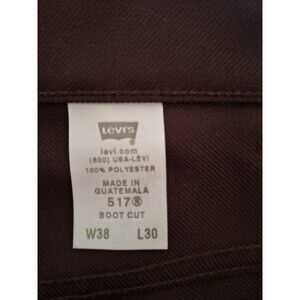 Levi's
levi.com
(800) USA-LEVI
100% POLYESTER
MADE IN
GUATEMALA
517®
BOOT CUT
W38 L30